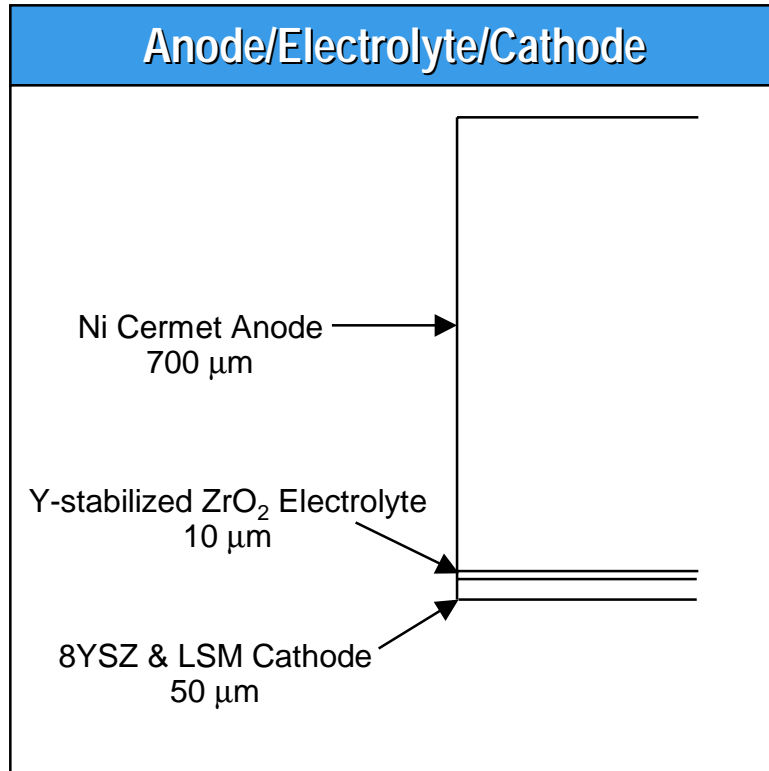 Anode/Electrolyte/Cathode
Ni Cermet Anode
700 μm
Y-stabilized ZrO₂ Electrolyte
10 μm
8YSZ & LSM Cathode
50 μm